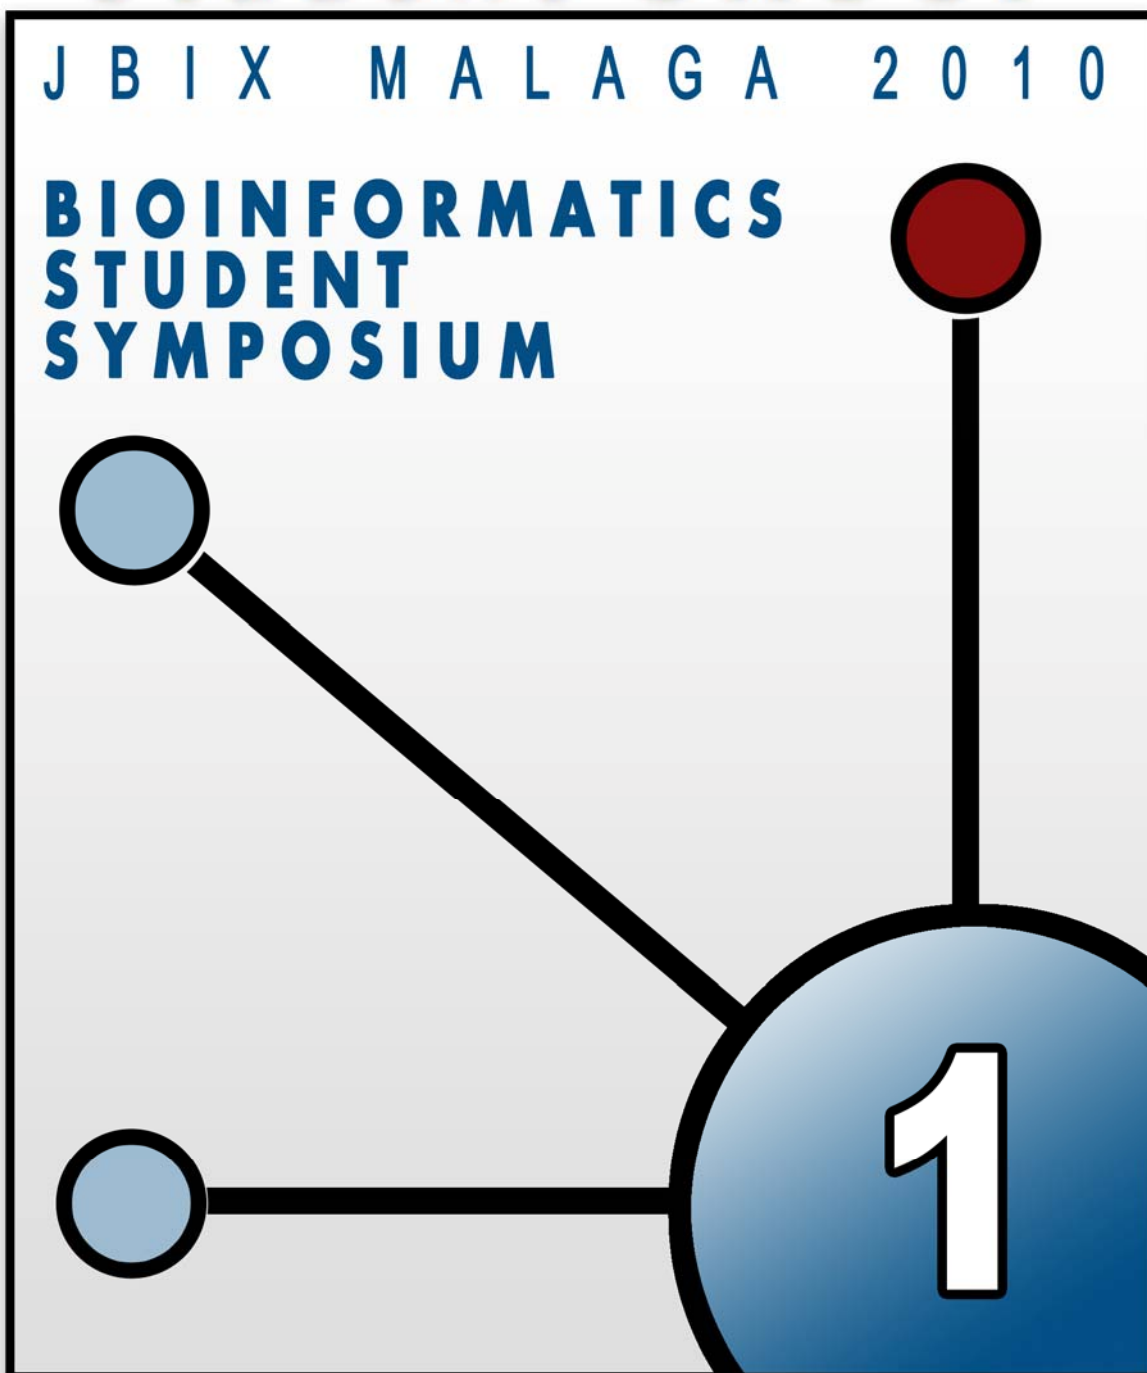 JBIX MALAGA 2010
BIOINFORMATICS
STUDENT
SYMPOSIUM
1